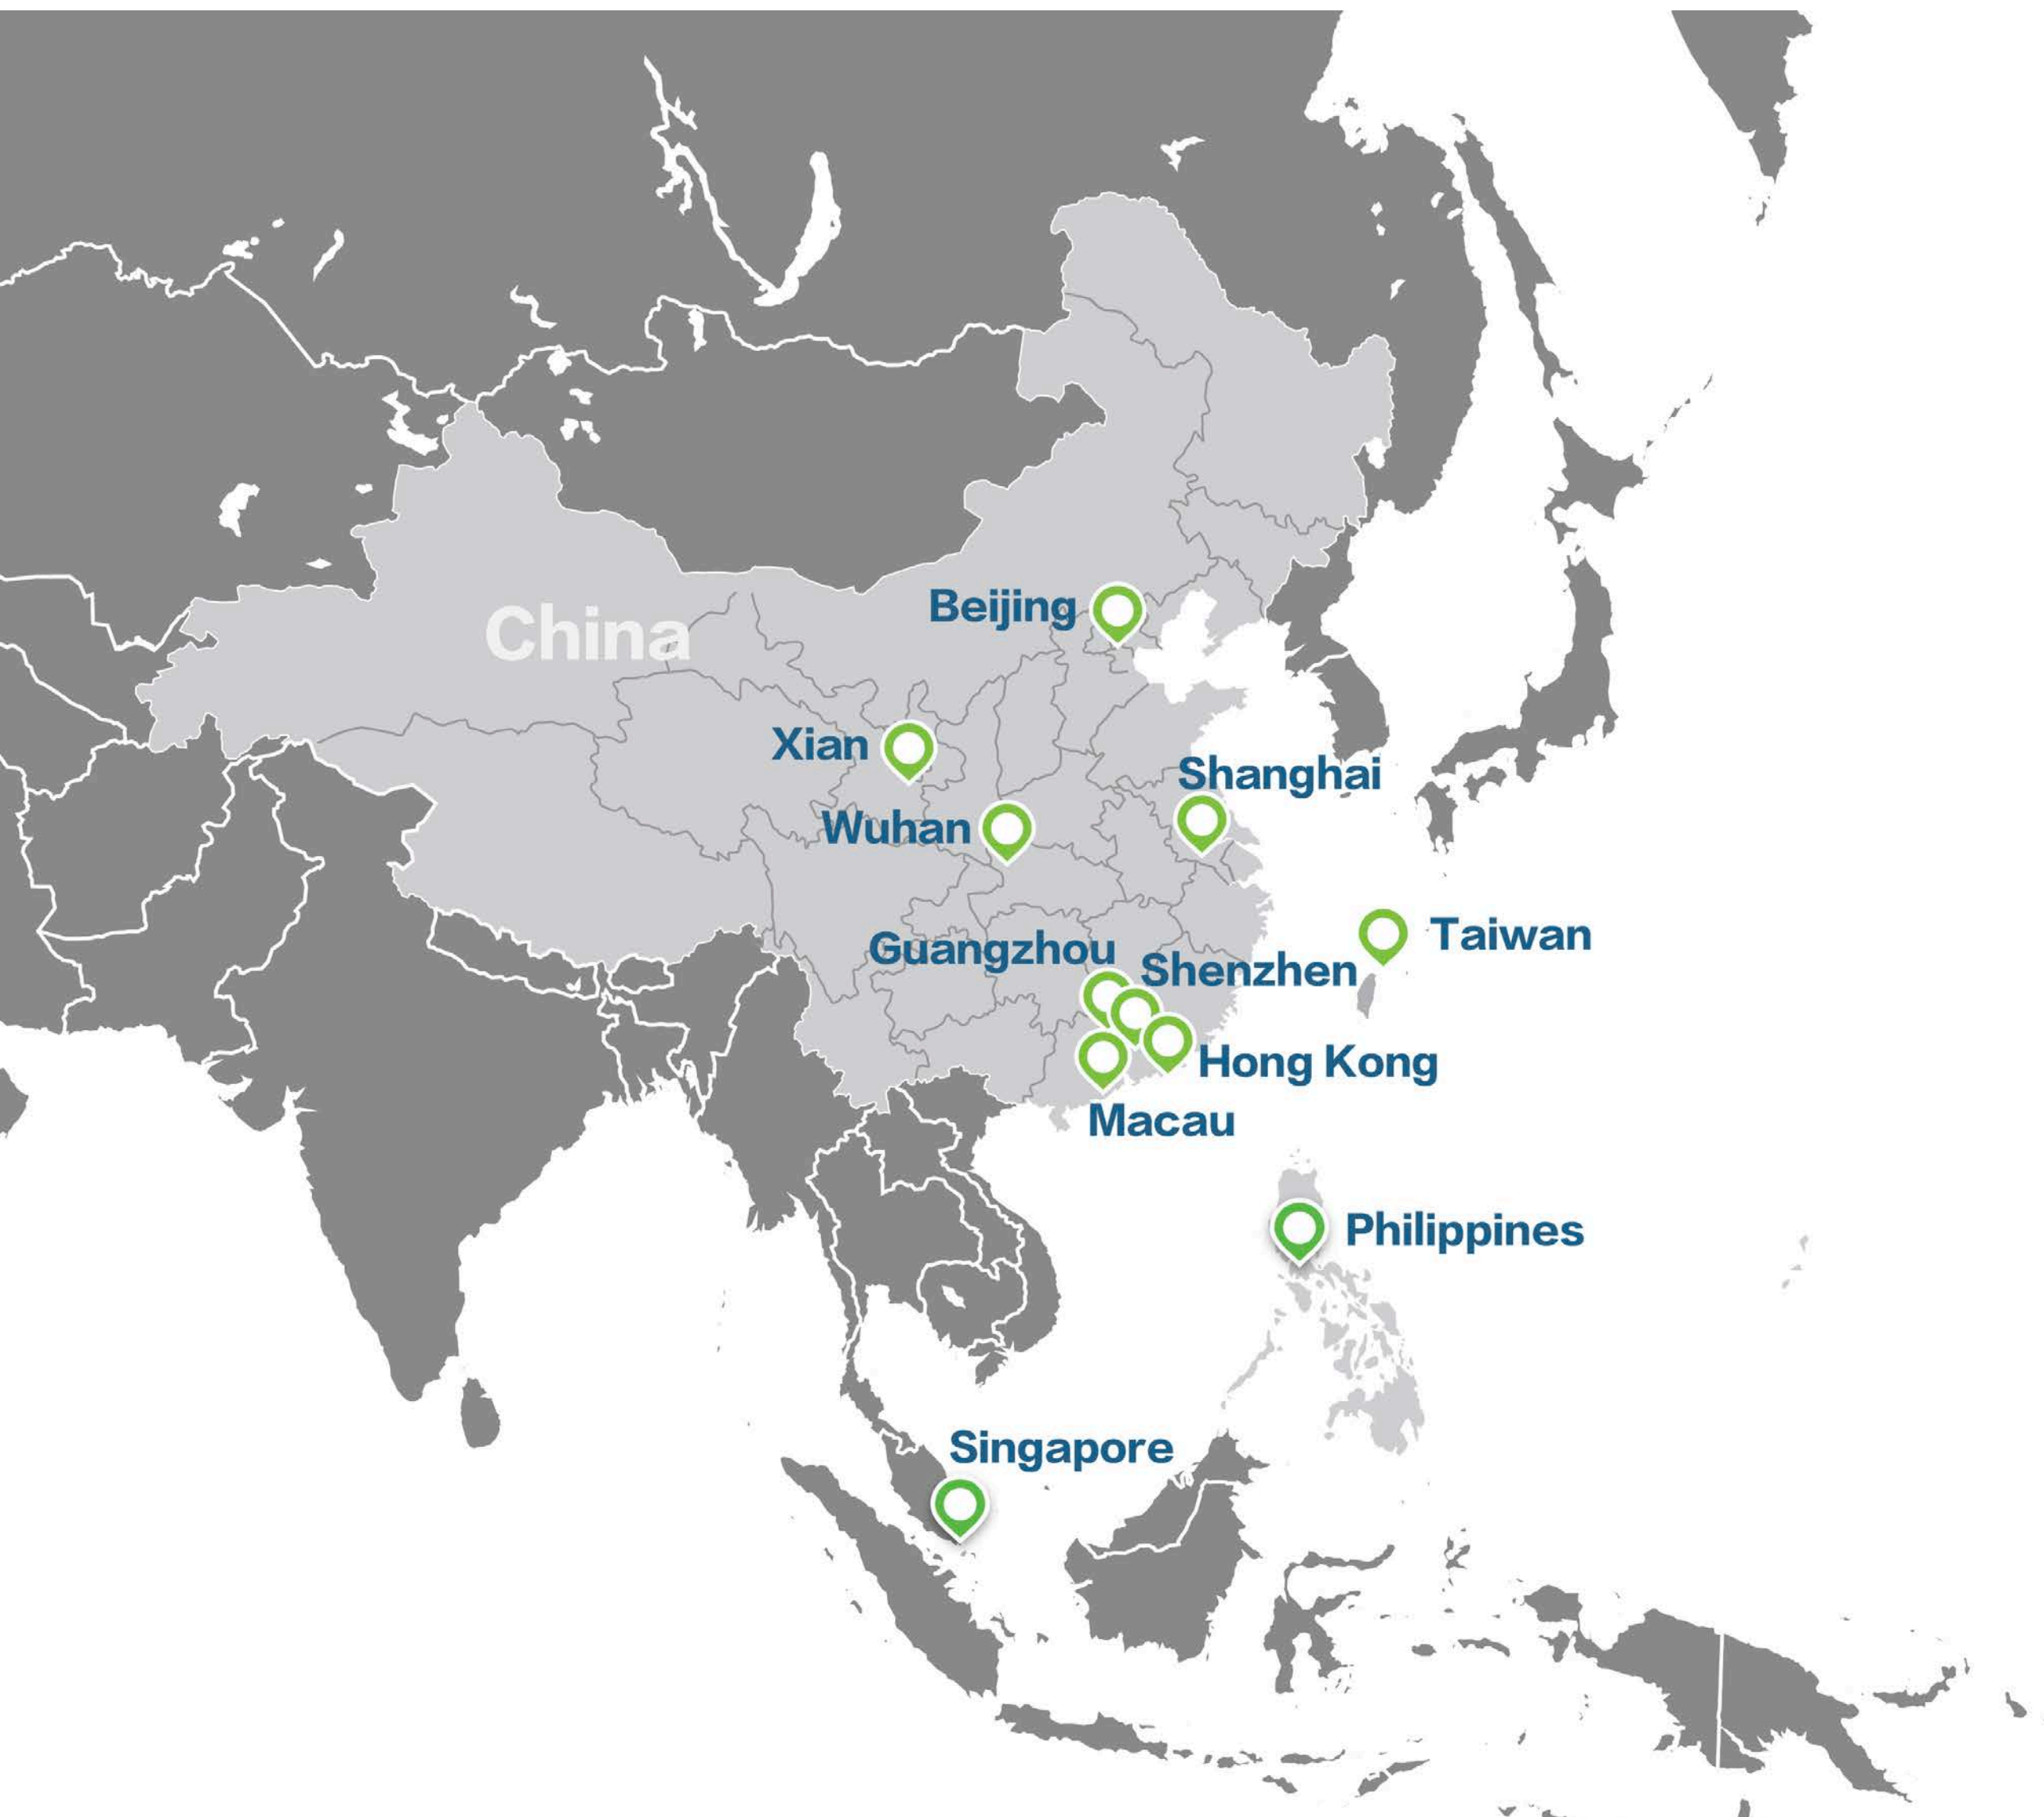 Beijing
China
Xian
Shanghai
Wuhan
Taiwan
Guangzhou
Shenzhen
Hong Kong
Macau
Philippines
Singapore